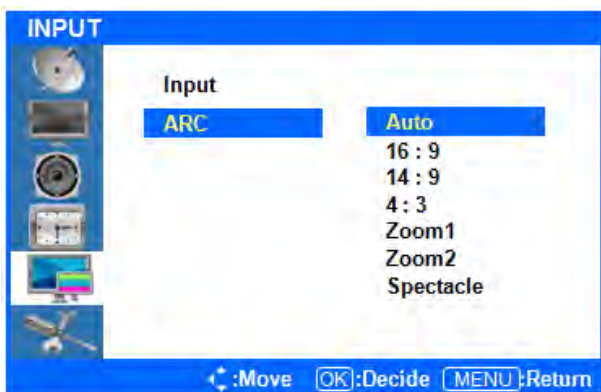 INPUT
Input
ARC Auto
16 : 9
14 : 9
4 : 3
Zoom1
Zoom2
Spectacle
:Move OK:Decide MENU:Return